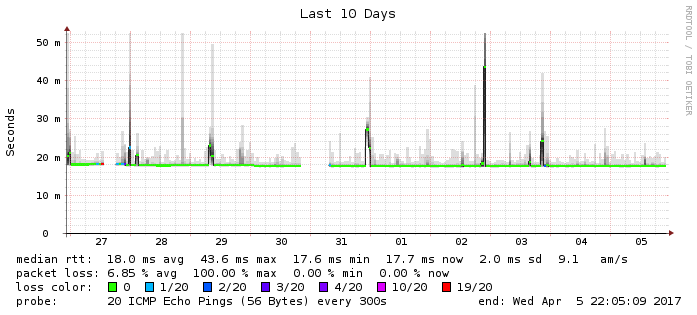 Last 10 Days
RRDTOOL / TOBI OETIKER
Seconds
50 m
40 m
30 m
20 m
10 m
0
27 28 29 30 31 01 02 03 04 05
median rtt: 18.0 ms avg 43.6 ms max 17.6 ms min 17.7 ms now 2.0 ms sd 9.1 am/s
packet loss: 6.85 % avg 100.00 % max 0.00 % min 0.00 % now
loss color: 0 1/20 2/20 3/20 4/20 10/20 19/20
probe: 20 ICMP Echo Pings (56 Bytes) every 300s end: Wed Apr 5 22:05:09 2017